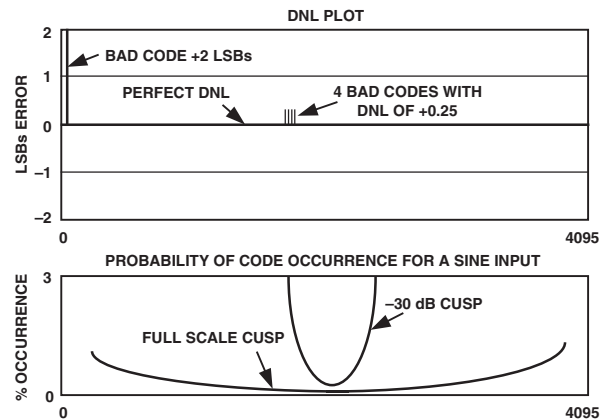 DNL PLOT
2
BAD CODE +2 LSBs
1
PERFECT DNL
4 BAD CODES WITH
DNL OF +0.25
0
–1
–2
LSBs ERROR
0
4095
PROBABILITY OF CODE OCCURRENCE FOR A SINE INPUT
3
–30 dB CUSP
FULL SCALE CUSP
0
% OCCURRENCE
0
4095